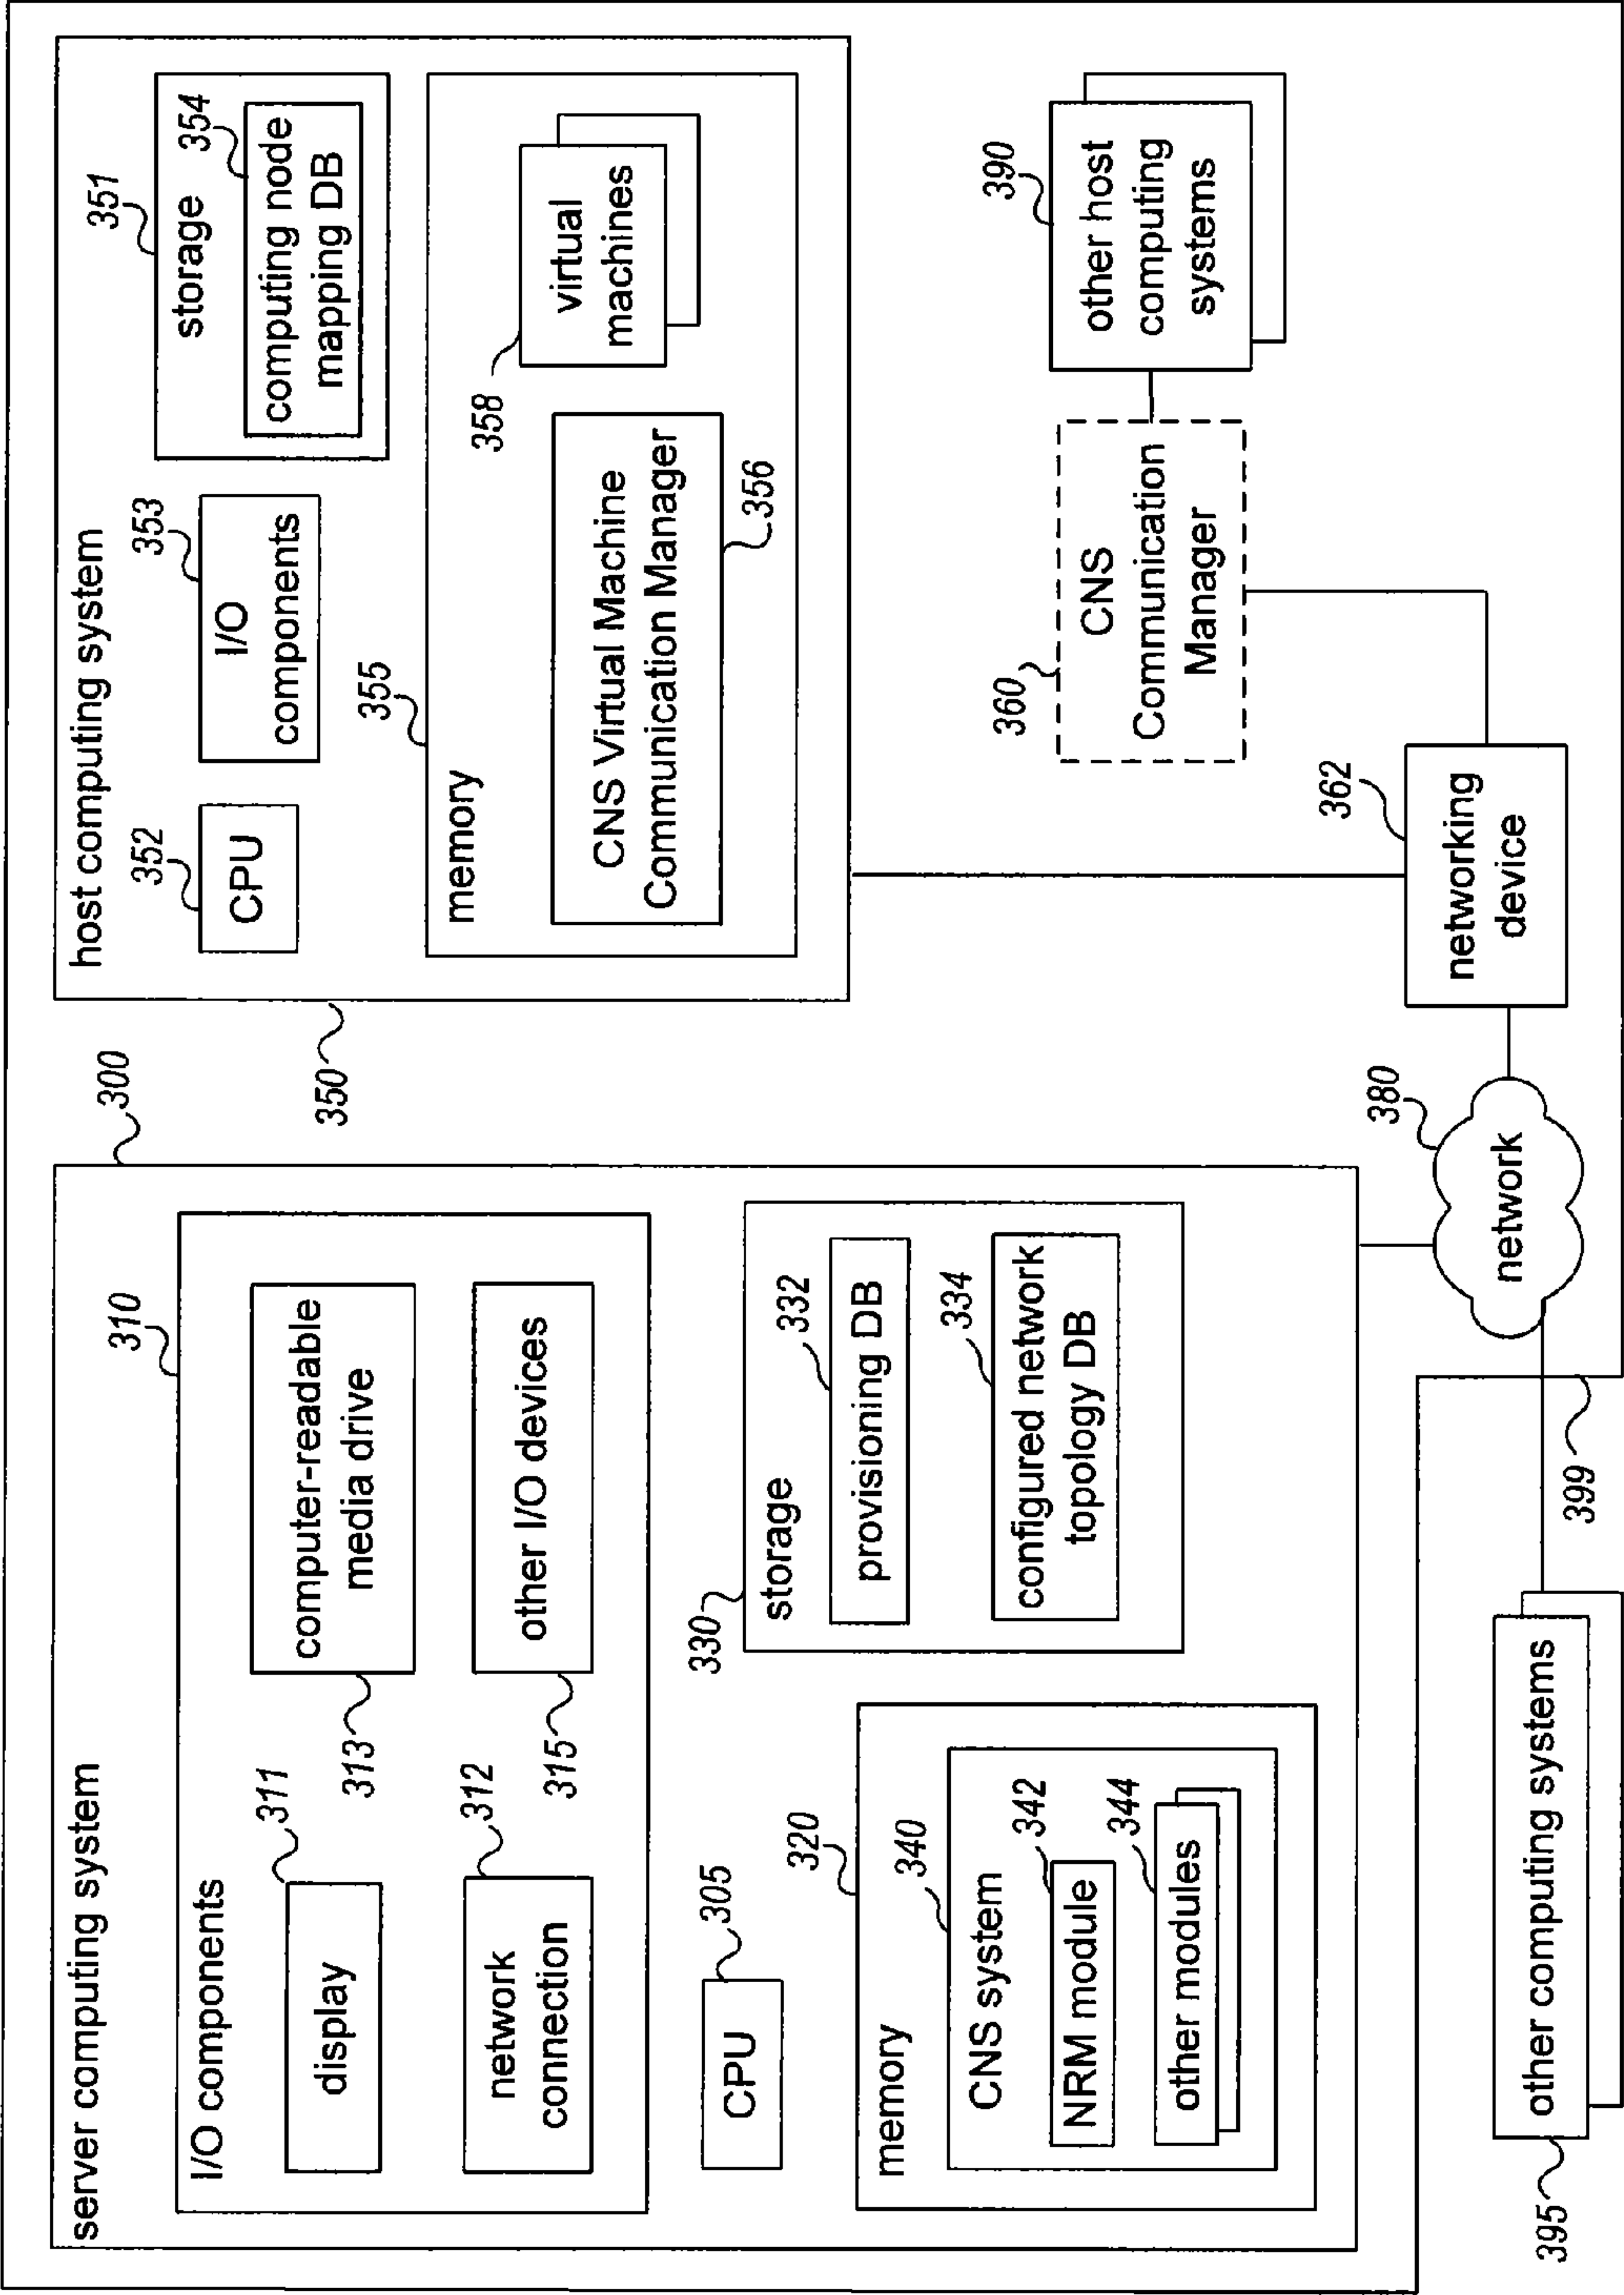 server computing system
300
I/O components
310
display
311
computer-readable
media drive
313
network
connection
312
other I/O devices
315
CPU
305
memory
320
CNS system
340
NRM module
342
other modules
344
storage
330
provisioning DB
332
configured network
topology DB
334
host computing system
350
CPU
352
I/O
components
353
storage
351
computing node
mapping DB
354
memory
355
CNS Virtual Machine
Communication Manager
356
virtual
machines
358
CNS
Communication
Manager
360
other host
computing
systems
390
networking
device
362
network
380
399
other computing systems
395